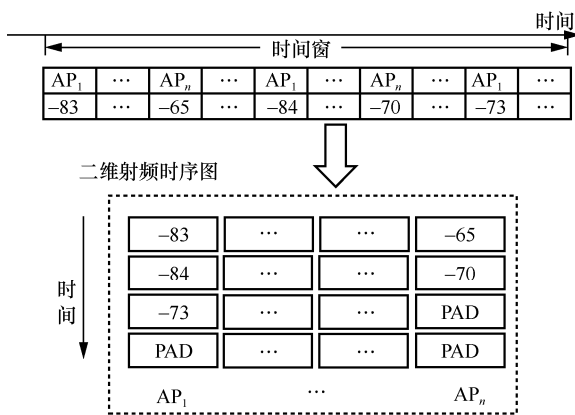 时间
时间窗
AP1 … APn … AP1 … APn … AP1 …
–83 … –65 … –84 … –70 … –73 …
二维射频时序图
时间
–83 … … –65
–84 … … –70
–73 … … PAD
PAD … … PAD
AP1 … APn